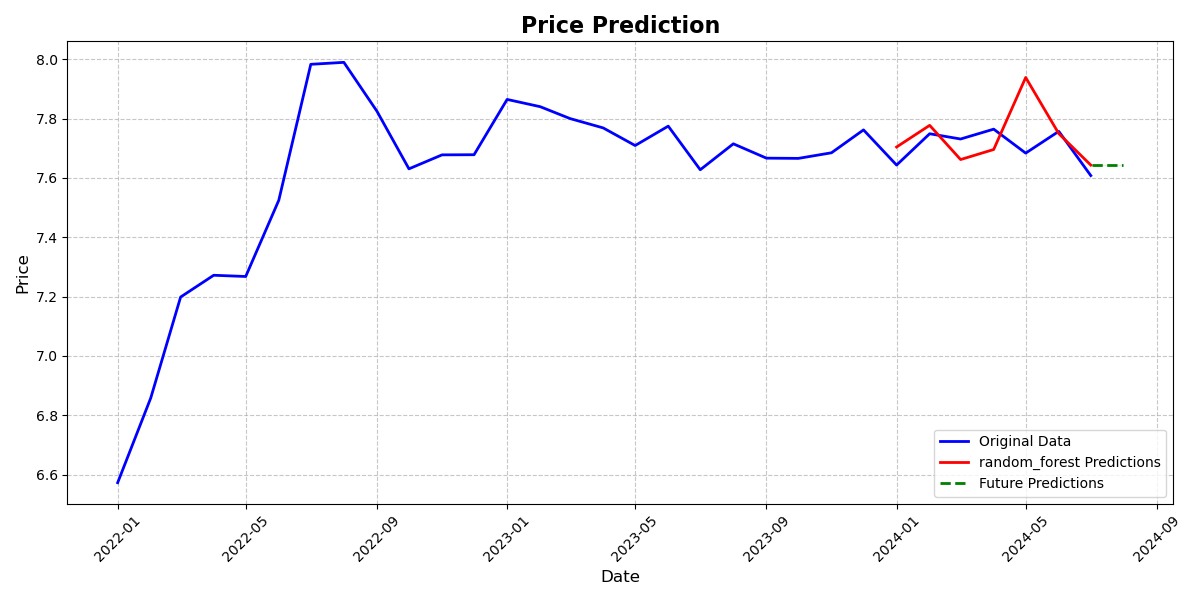 Price Prediction
Price
8.0
7.8
7.6
7.4
7.2
7.0
6.8
6.6
Original Data
random_forest Predictions
Future Predictions
2022-01
2022-05
2022-09
2023-01
2023-05
2023-09
2024-01
2024-05
2024-09
Date